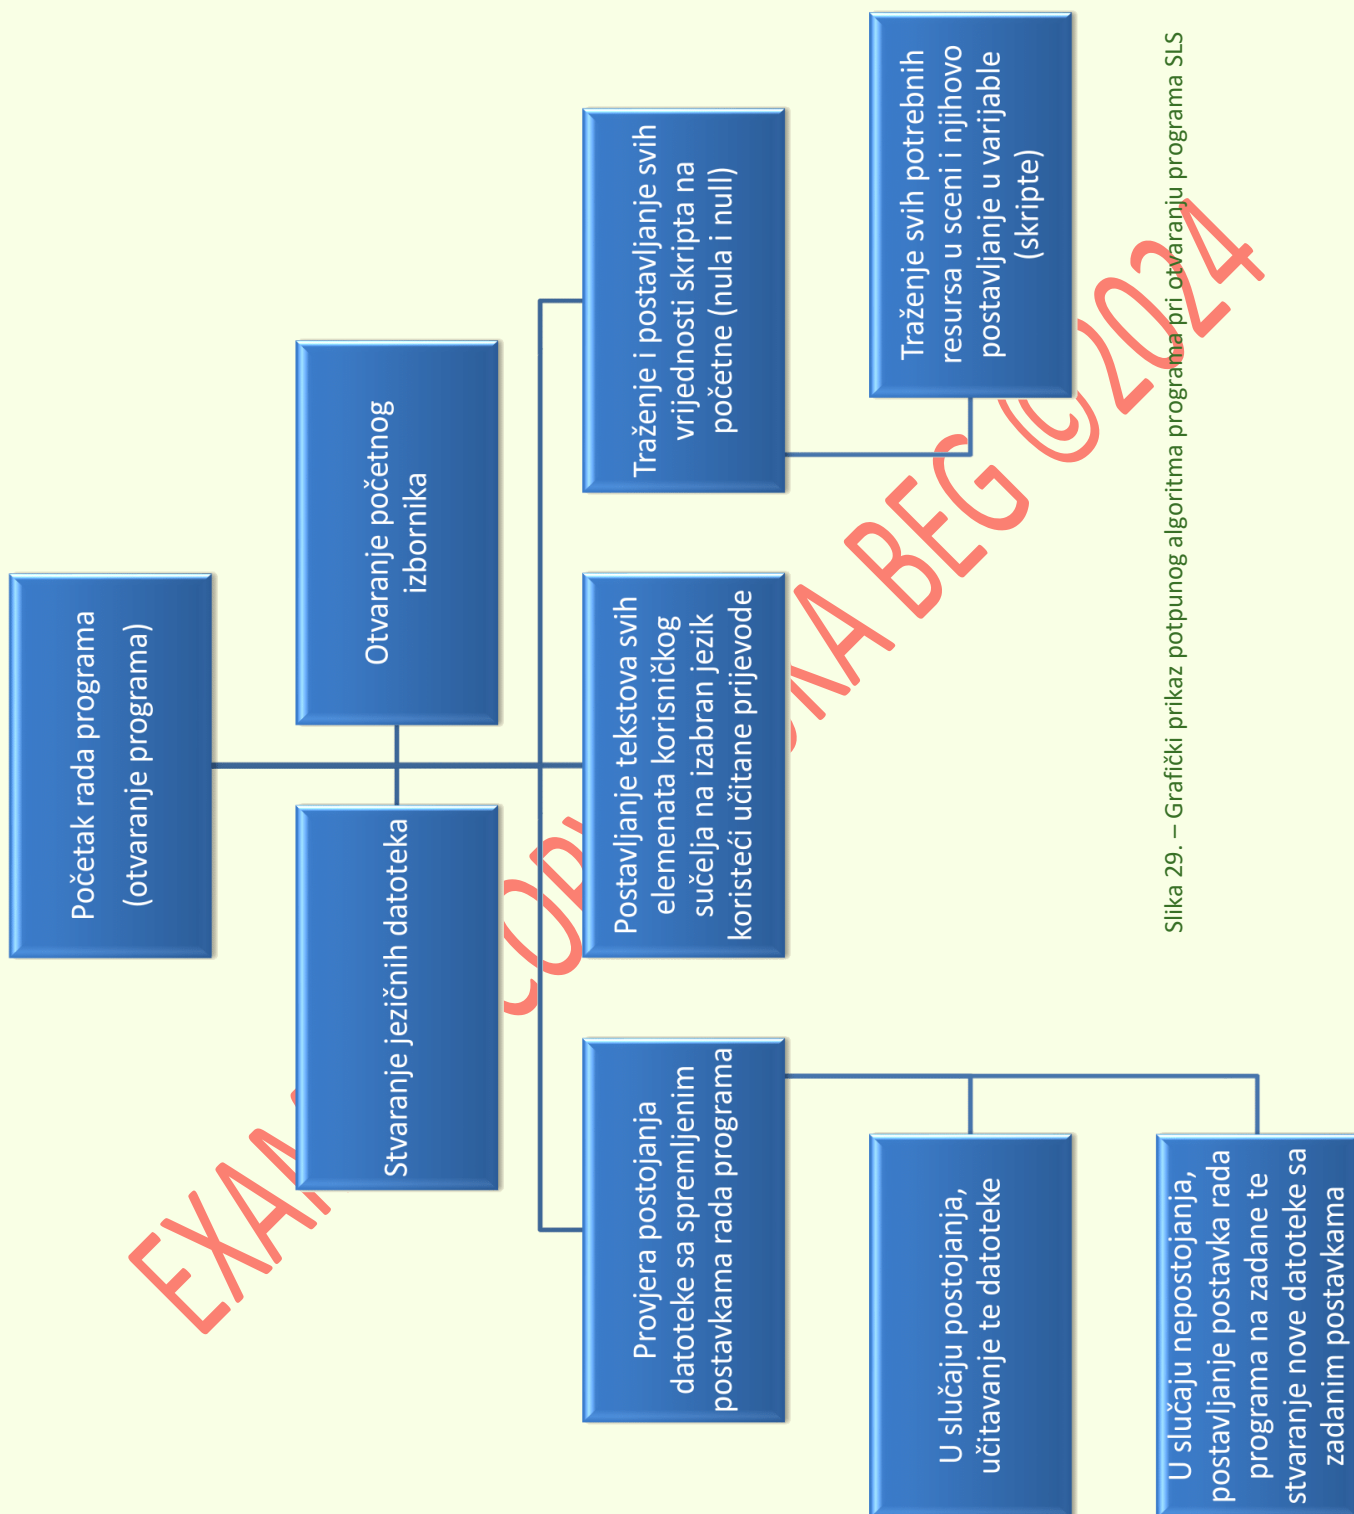 Početak rada programa
(otvaranje programa)
Stvaranje jezičnih datoteka
Otvaranje početnog
izbornika
Provjera postojanja
datoteke sa spremljenim
postavkama rada programa
Postavljanje tekstova svih
elemenata korisničkog
sučelja na izabran jezik
koristeći učitane prijevode
Traženje i postavljanje svih
vrijednosti skripta na
početne (nula i null)
U slučaju postojanja,
učitavanje te datoteke
Traženje svih potrebnih
resursa u sceni i njihovo
postavljanje u varijable
(skripte)
U slučaju nepostojanja,
postavljanje postavka rada
programa na zadane te
stvaranje nove datoteke sa
zadanim postavkama
Slika 29. – Grafički prikaz potpunog algoritma programa pri otvaranju programa SLS
BEG ©2024